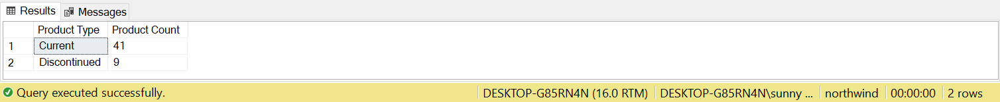 Results Messages
Product Type Product Count
1 Current 41
2 Discontinued 9
Query executed successfully. DESKTOP-G85RN4N (16.0 RTM) DESKTOP-G85RN4N\sunny ... northwind 00:00:00 2 rows